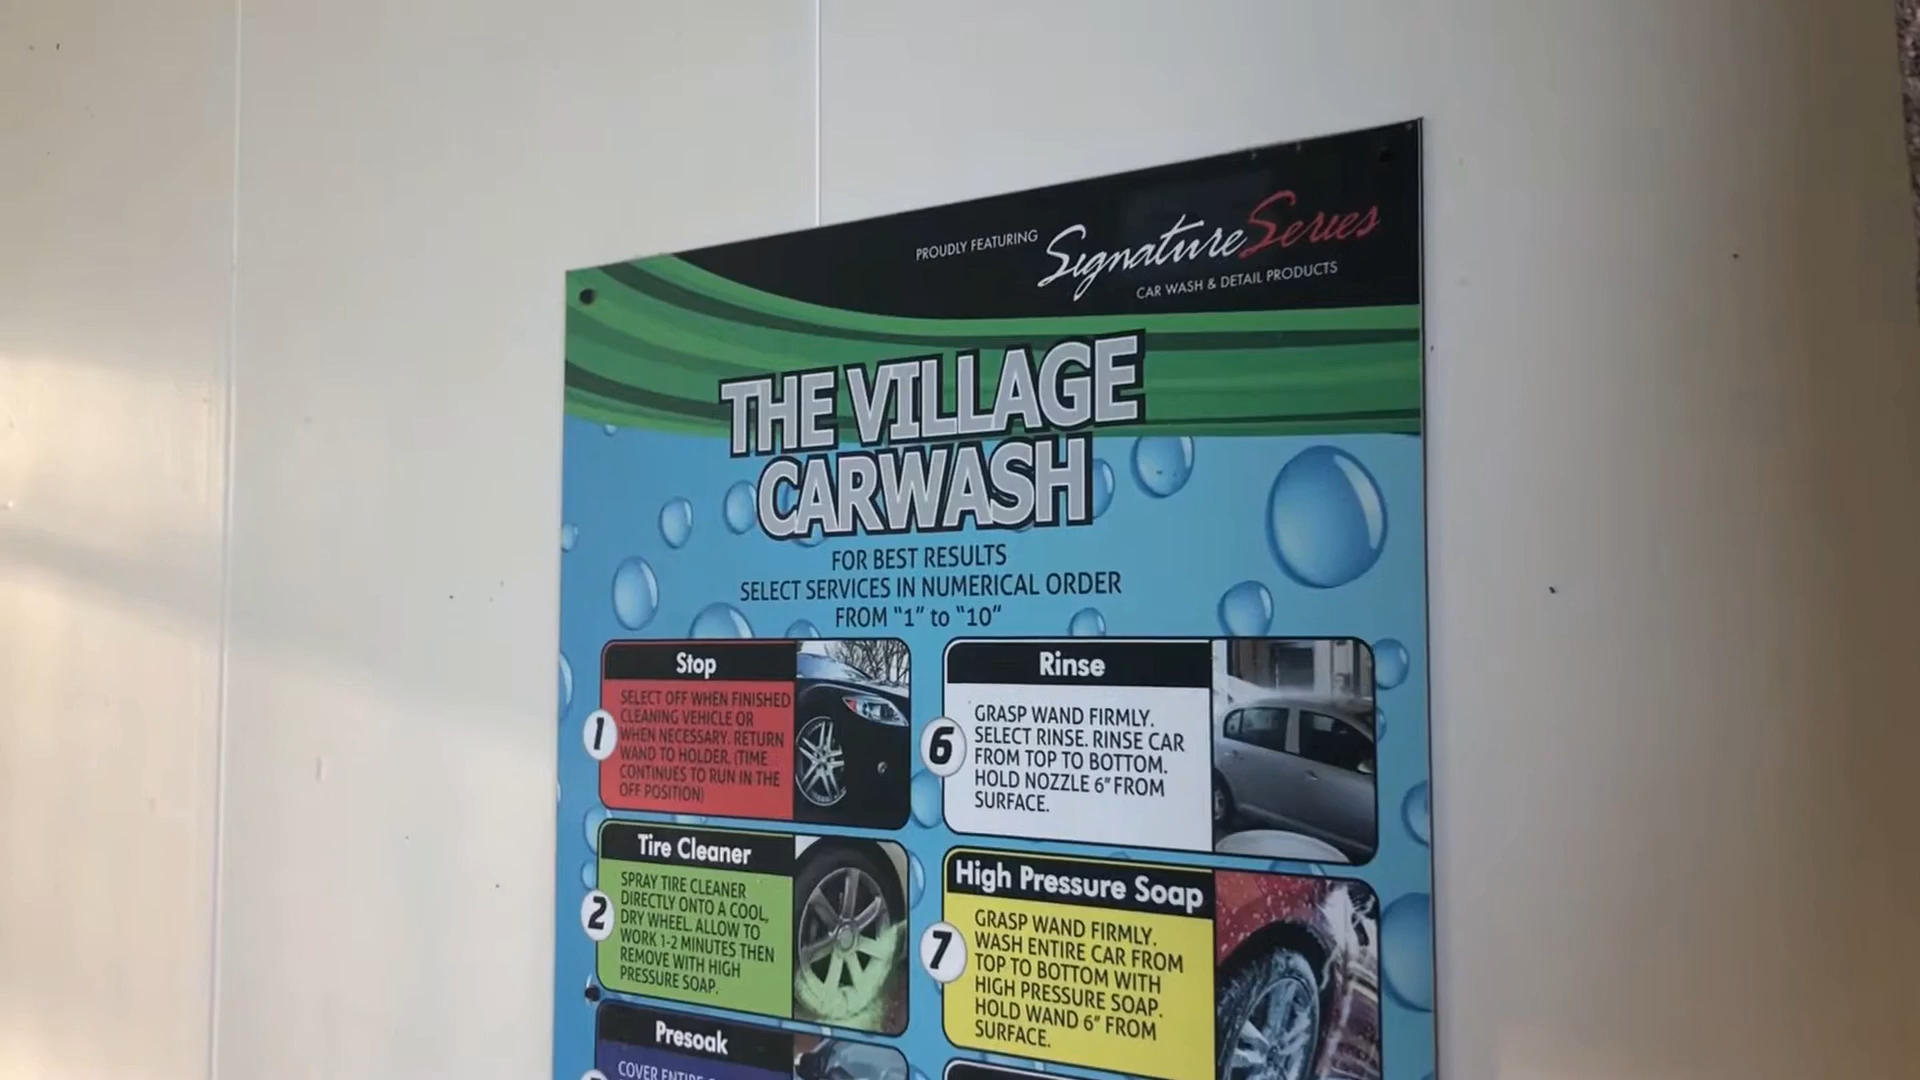 PROUDLY FEATURING
Signature Series
CAR WASH & DETAIL PRODUCTS
THE VILLAGE
CARWASH
FOR BEST RESULTS
SELECT SERVICES IN NUMERICAL ORDER
FROM "1" to "10"
Stop
1
SELECT OFF WHEN FINISHED
CLEANING VEHICLE OR
WHEN NECESSARY. RETURN
WAND TO HOLDER. (TIME
CONTINUES TO RUN IN THE
OFF POSITION)
Tire Cleaner
2
SPRAY TIRE CLEANER
DIRECTLY ONTO A COOL,
DRY WHEEL. ALLOW TO
WORK 1-2 MINUTES THEN
REMOVE WITH HIGH
PRESSURE SOAP.
Presoak
COVER ENTIRE
Rinse
6
GRASP WAND FIRMLY.
SELECT RINSE. RINSE CAR
FROM TOP TO BOTTOM.
HOLD NOZZLE 6" FROM
SURFACE.
High Pressure Soap
7
GRASP WAND FIRMLY.
WASH ENTIRE CAR FROM
TOP TO BOTTOM WITH
HIGH PRESSURE SOAP.
HOLD WAND 6" FROM
SURFACE.